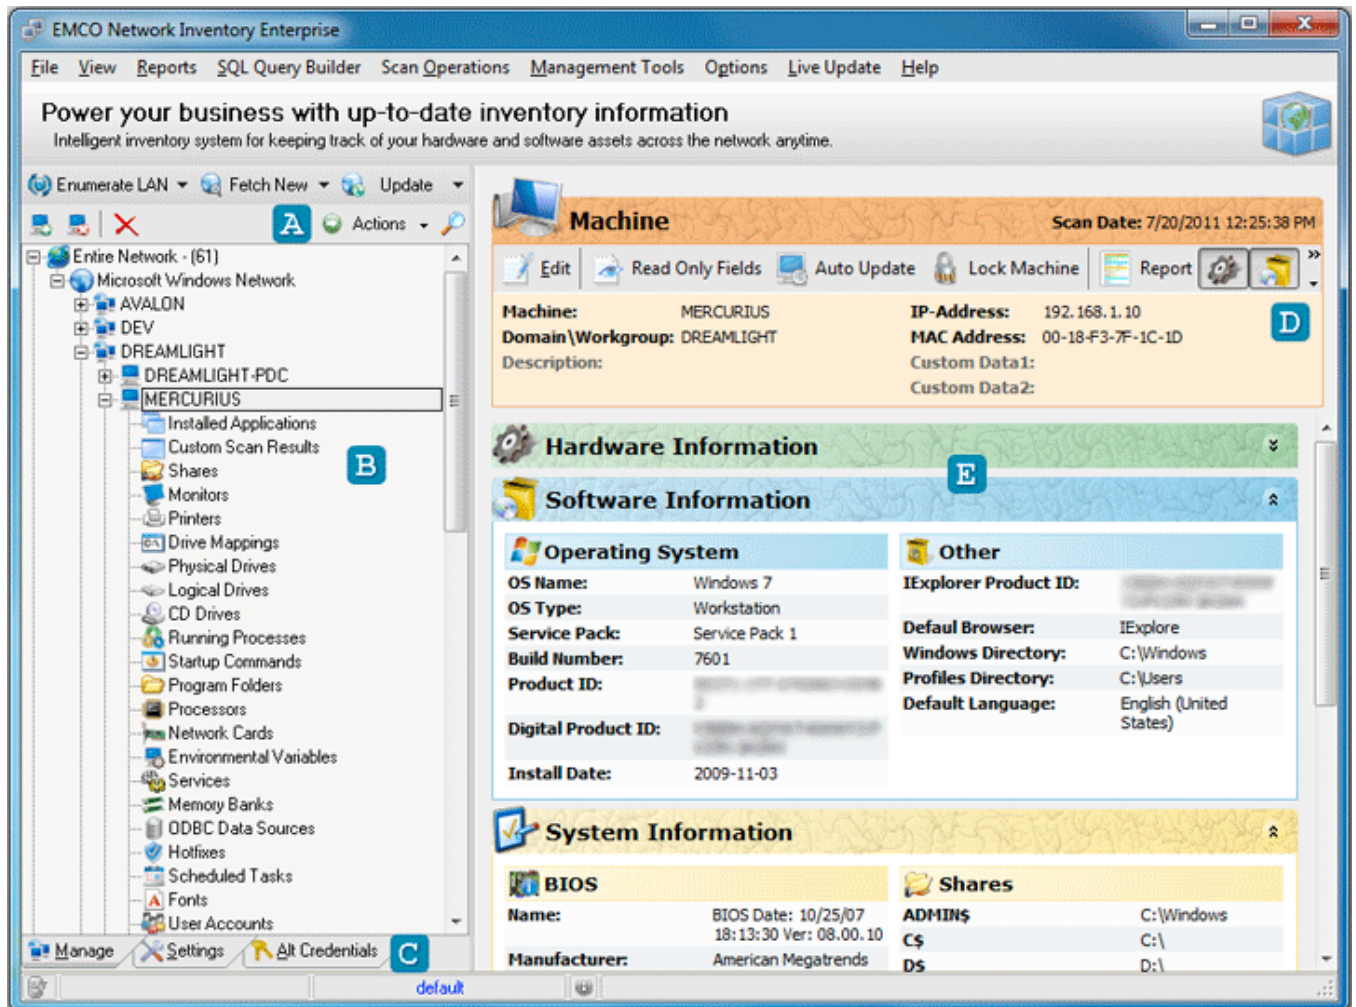 EMCO Network Inventory Enterprise
File View Reports SQL Query Builder Scan Operations Management Tools Options Live Update Help
Power your business with up-to-date inventory information
Intelligent inventory system for keeping track of your hardware and software assets across the network anytime.
Enumerate LAN Fetch New Update
A Actions
Entire Network - (61)
Microsoft Windows Network
AVALON
DEV
DREAMLIGHT
DREAMLIGHT-PDC
MERCURIUS
Installed Applications
Custom Scan Results
B
Shares
Monitors
Printers
Drive Mappings
Physical Drives
Logical Drives
CD Drives
Running Processes
Startup Commands
Program Folders
Processors
Network Cards
Environmental Variables
Services
Memory Banks
ODBC Data Sources
Hotfixes
Scheduled Tasks
Fonts
User Accounts
Manage Settings Alt Credentials C
default
Machine Scan Date: 7/20/2011 12:25:38 PM
Edit Read Only Fields Auto Update Lock Machine Report
Machine: MERCURIUS IP-Address: 192.168.1.10
D
Domain\Workgroup: DREAMLIGHT MAC Address: 00-18-F3-7F-1C-1D
Description: Custom Data1:
Custom Data2:
Hardware Information
E
Software Information
Operating System
OS Name: Windows 7
OS Type: Workstation
Service Pack: Service Pack 1
Build Number: 7601
Product ID:
Digital Product ID:
Install Date: 2009-11-03
Other
IExplorer Product ID:
Defaul Browser: IExplore
Windows Directory: C:\Windows
Profiles Directory: C:\Users
Default Language: English (United
States)
System Information
BIOS
Name: BIOS Date: 10/25/07
18:13:30 Ver: 08.00.10
Manufacturer: American Megatrends
Shares
ADMIN$ C:\Windows
C$ C:\
D$ D:\